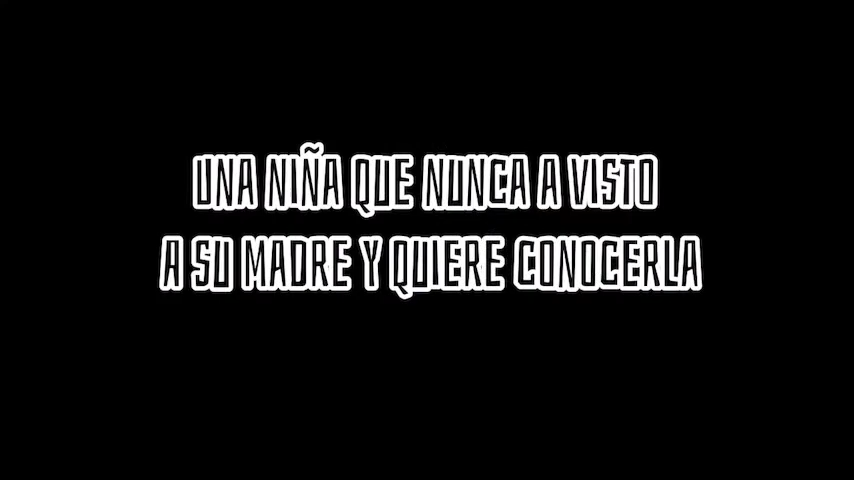 UNA NIÑA QUE NUNCA A VISTO
A SU MADRE Y QUIERE CONOCERLA